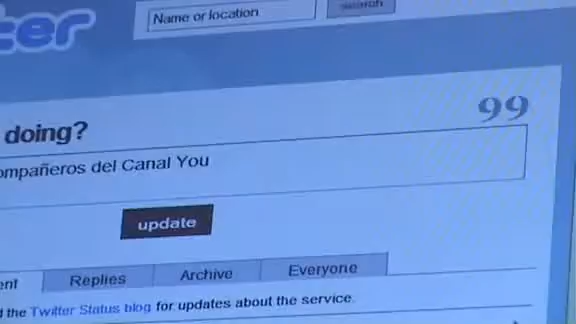 ter
Name or location
search
doing?
99
ompañeros del Canal You
update
ent
Replies
Archive
Everyone
d the Twitter Status blog for updates about the service.